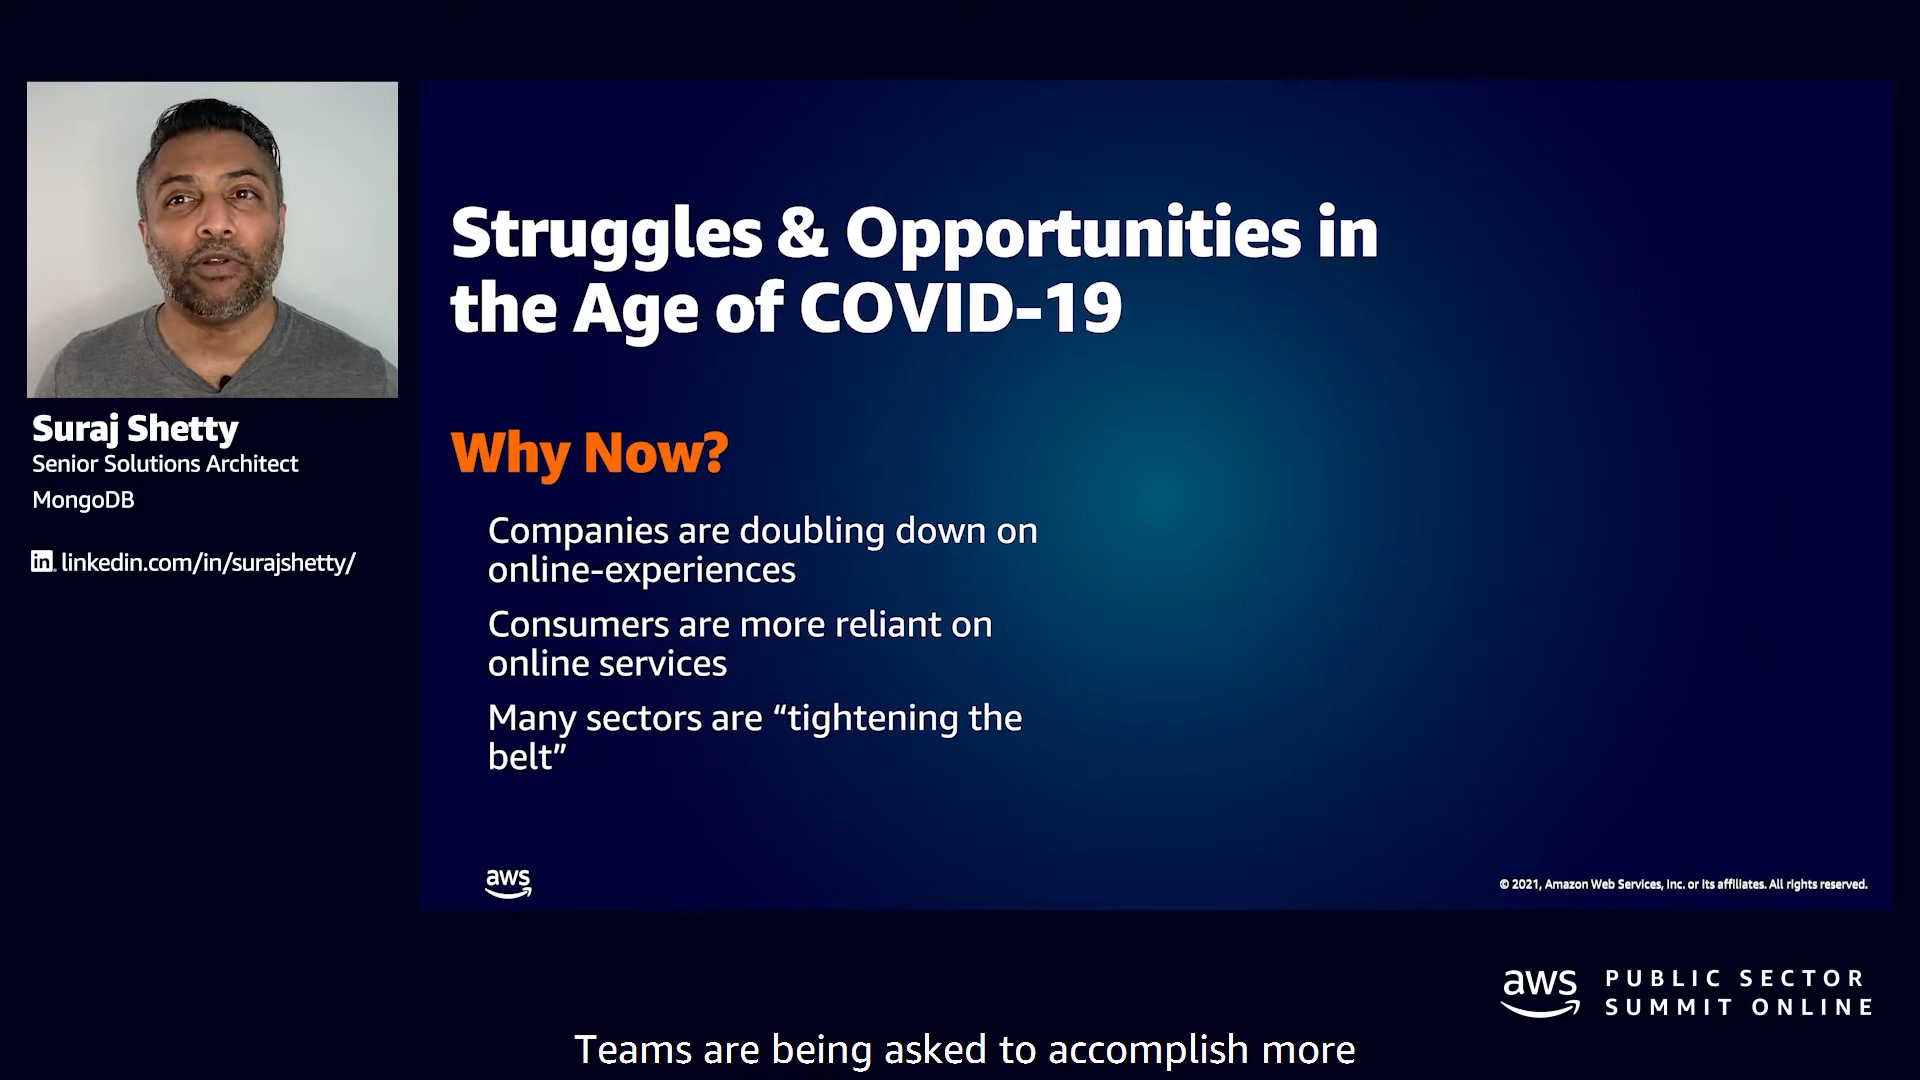 Suraj Shetty
Senior Solutions Architect
MongoDB
in linkedin.com/in/surajshetty/
Struggles & Opportunities in
the Age of COVID-19
Why Now?
Companies are doubling down on
online-experiences
Consumers are more reliant on
online services
Many sectors are “tightening the
belt”
aws
© 2021, Amazon Web Services, Inc. or its affiliates. All rights reserved.
aws PUBLIC SECTOR
SUMMIT ONLINE
Teams are being asked to accomplish more